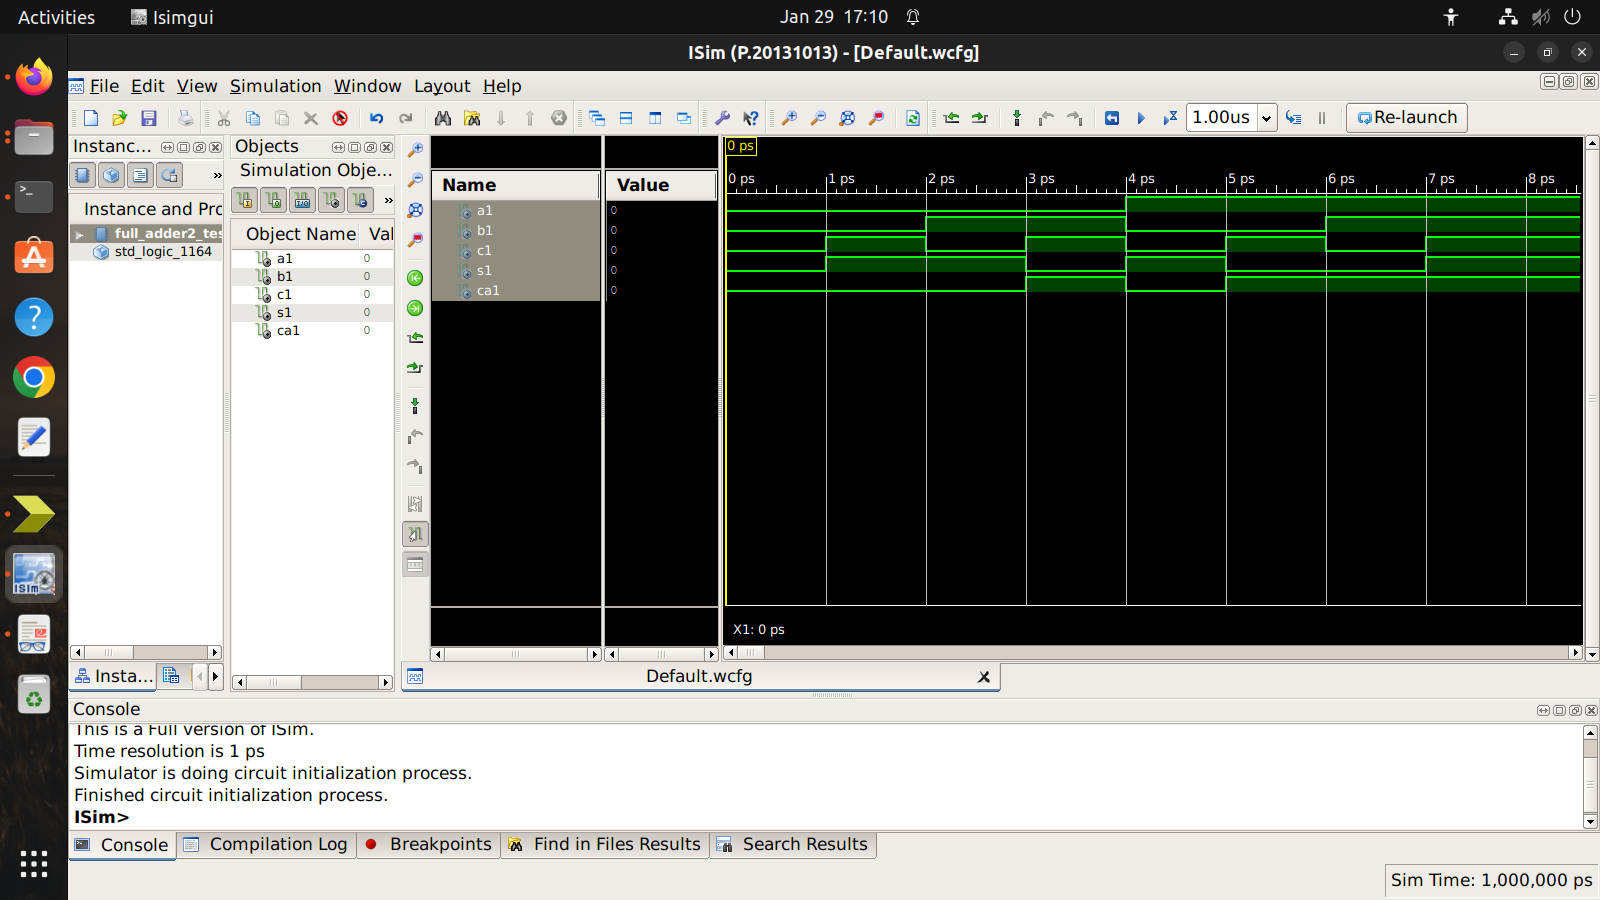 Activities
Isimgui
Jan 29 17:10
ISim (P.20131013) - [Default.wcfg]
File Edit View Simulation Window Layout Help
1.00us
Re-launch
Instanc...
Objects
Simulation Obje...
»
»
Instance and Pro
full_adder2_tes
std_logic_1164
Object Name Val
a1 0
b1 0
c1 0
s1 0
ca1 0
Name Value
a1 0
b1 0
c1 0
s1 0
ca1 0
0 ps
0 ps 1 ps 2 ps 3 ps 4 ps 5 ps 6 ps 7 ps 8 ps
X1: 0 ps
Insta...
Default.wcfg
Console
This is a Full version of ISim.
Time resolution is 1 ps
Simulator is doing circuit initialization process.
Finished circuit initialization process.
ISim>
Console Compilation Log Breakpoints Find in Files Results Search Results
Sim Time: 1,000,000 ps
ISim